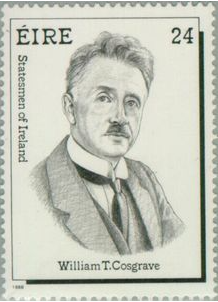 ÉIRE 24
Statesmen of Ireland
William T. Cosgrave